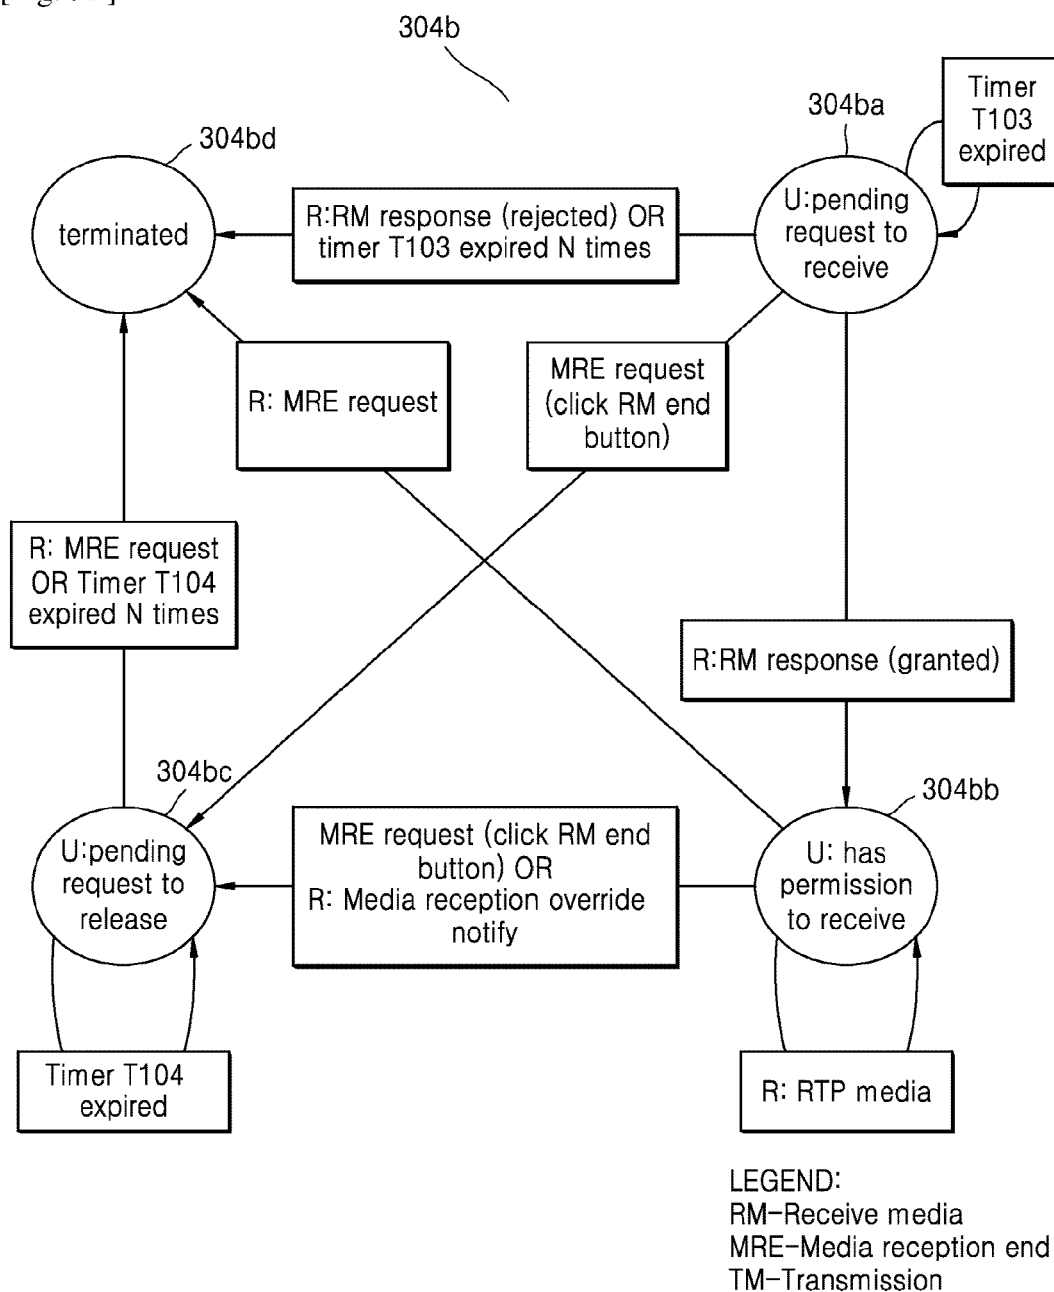 304b
304ba
Timer
T103
expired
304bd
terminated
R:RM response (rejected) OR
timer T103 expired N times
U:pending
request to
receive
R: MRE request
MRE request
(click RM end
button)
R: MRE request
OR Timer T104
expired N times
R:RM response (granted)
304bc
304bb
U:pending
request to
release
MRE request (click RM end
button) OR
R: Media reception override
notify
U: has
permission
to receive
Timer T104
expired
R: RTP media
LEGEND:
RM-Receive media
MRE-Media reception end
TM-Transmission